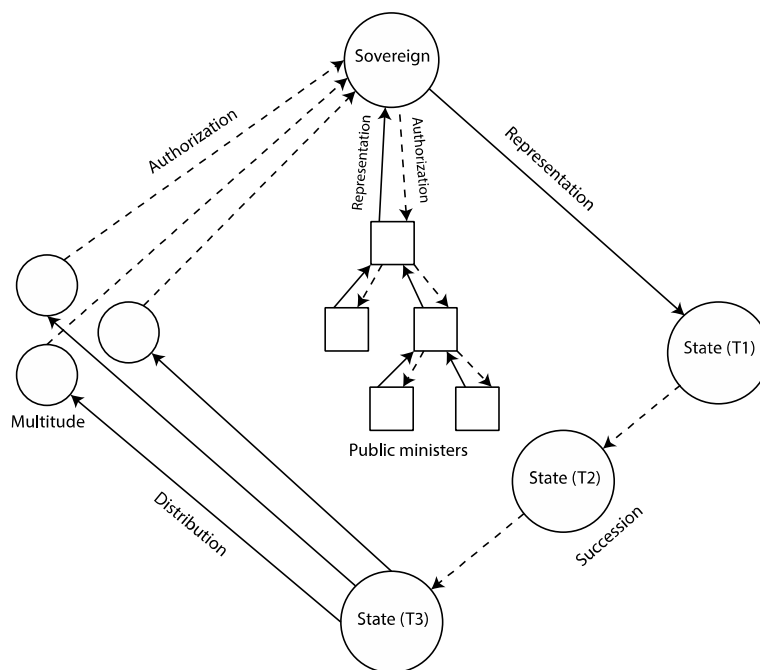 Sovereign
Authorization
Representation
Authorization
Representation
State (T1)
Multitude
Public ministers
State (T2)
Succession
Distribution
State (T3)